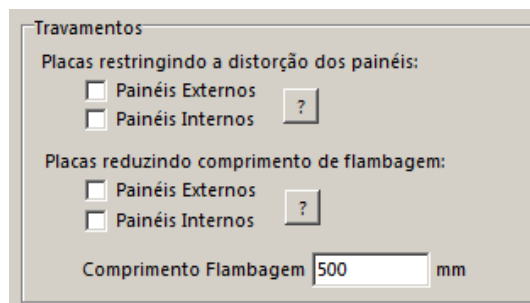 Travamentos
Placas restringindo a distorção dos painéis:
Painéis Externos
?
Painéis Internos
Placas reduzindo comprimento de flambagem:
Painéis Externos
?
Painéis Internos
Comprimento Flambagem 500 mm